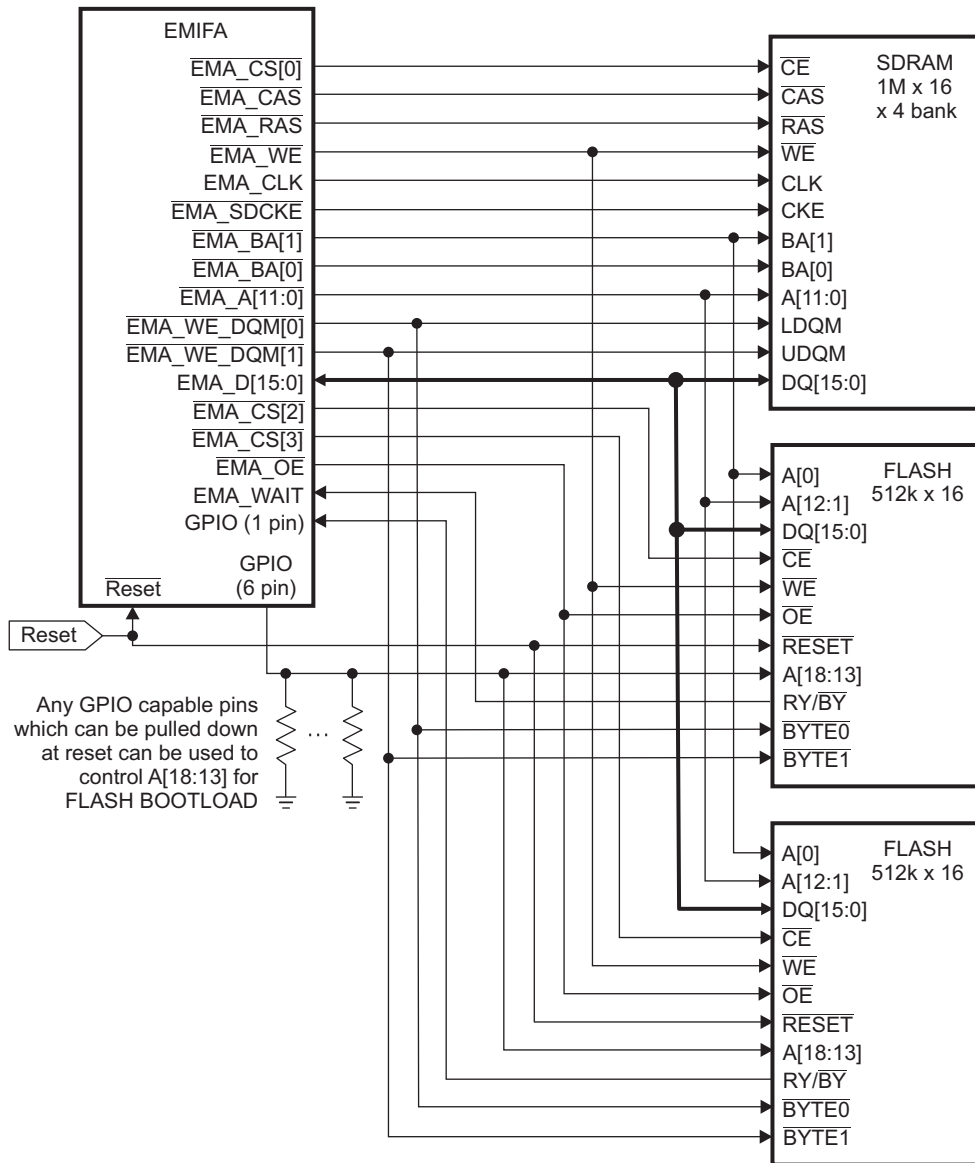 EMIFA
EMA_CS[0]
EMA_CAS
EMA_RAS
EMA_WE
EMA_CLK
EMA_SDCKE
EMA_BA[1]
EMA_BA[0]
EMA_A[11:0]
EMA_WE_DQM[0]
EMA_WE_DQM[1]
EMA_D[15:0]
EMA_CS[2]
EMA_CS[3]
EMA_OE
EMA_WAIT
GPIO (1 pin)
GPIO
(6 pin)
Reset
Reset
Any GPIO capable pins
which can be pulled down
at reset can be used to
control A[18:13] for
FLASH BOOTLOAD
...
SDRAM
1M x 16
x 4 bank
CE
CAS
RAS
WE
CLK
CKE
BA[1]
BA[0]
A[11:0]
LDQM
UDQM
DQ[15:0]
FLASH
512k x 16
A[0]
A[12:1]
DQ[15:0]
CE
WE
OE
RESET
A[18:13]
RY/BY
BYTE0
BYTE1
FLASH
512k x 16
A[0]
A[12:1]
DQ[15:0]
CE
WE
OE
RESET
A[18:13]
RY/BY
BYTE0
BYTE1